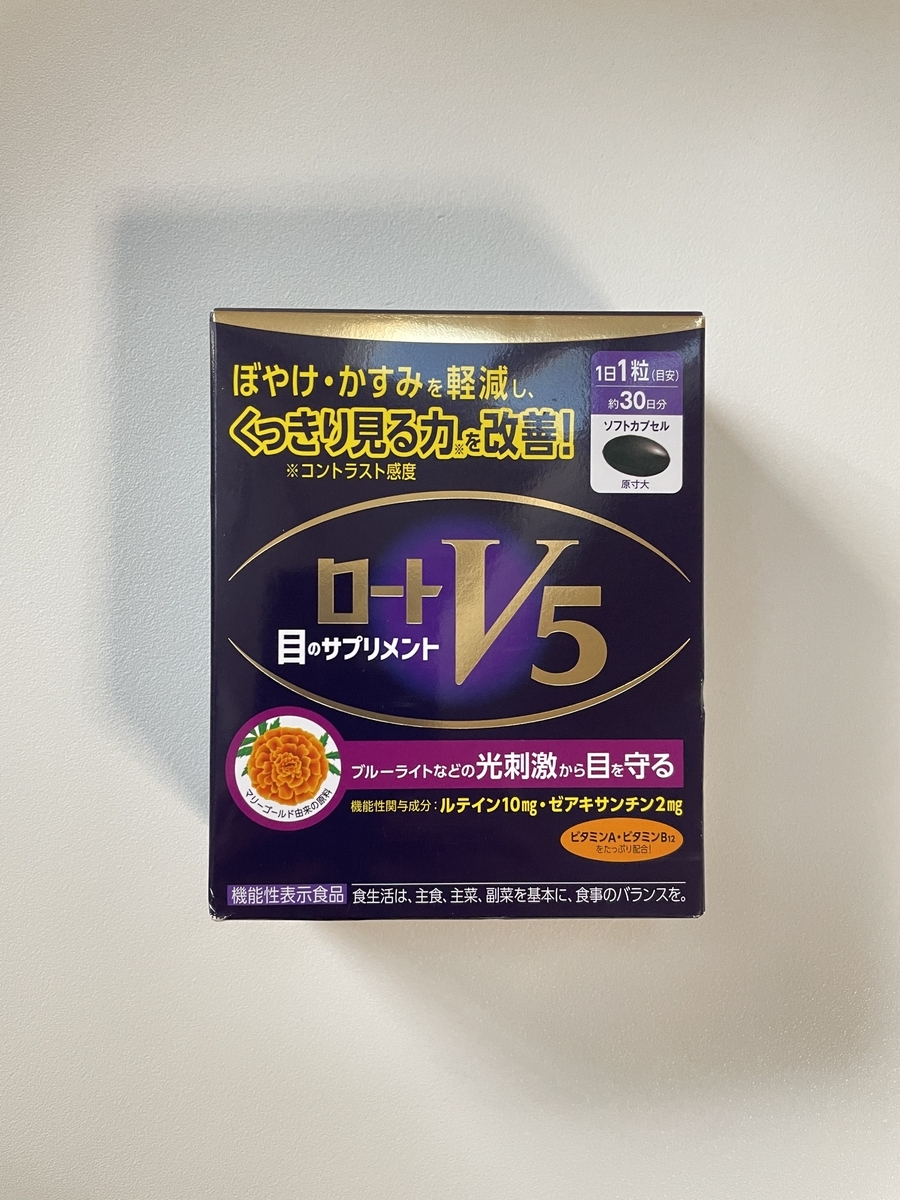 ぼやけ・かすみを軽減し、
くっきり見る力※を改善!
※コントラスト感度
1日1粒(目安)
約30日分
ソフトカプセル
原寸大
ロートV5
目のサプリメント
マリーゴールド由来の原料
ブルーライトなどの光刺激から目を守る
機能性関与成分:ルテイン10mg・ゼアキサンチン2mg
ビタミンA・ビタミンB12
をたっぷり配合!
機能性表示食品 食生活は、主食、主菜、副菜を基本に、食事のバランスを。